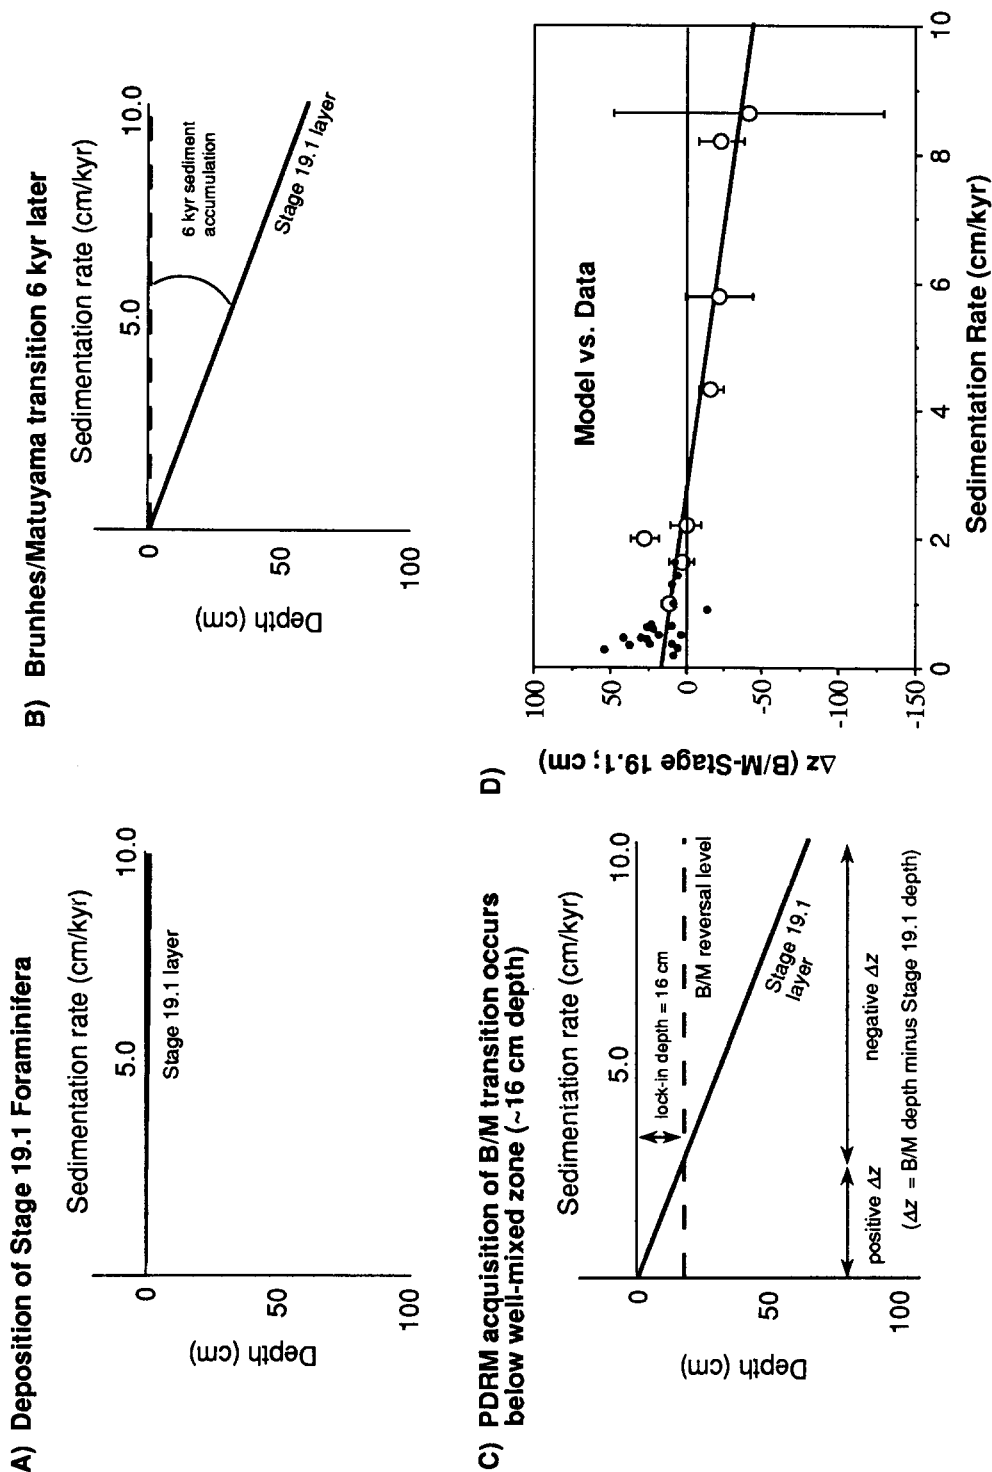 A) Deposition of Stage 19.1 Foraminifera
Sedimentation rate (cm/kyr)
5.0
10.0
0
50
100
Depth (cm)
Stage 19.1 layer
B) Brunhes/Matuyama transition 6 kyr later
Sedimentation rate (cm/kyr)
5.0
10.0
0
50
100
Depth (cm)
6 kyr sediment
accumulation
Stage 19.1 layer
C) PDRM acquisition of B/M transition occurs
below well-mixed zone (~16 cm depth)
Sedimentation rate (cm/kyr)
5.0
10.0
0
50
100
Depth (cm)
lock-in depth = 16 cm
B/M reversal level
Stage 19.1
layer
positive Δz
negative Δz
(Δz = B/M depth minus Stage 19.1 depth)
D)
Model vs. Data
Δz (B/M-Stage 19.1; cm)
100
50
0
-50
-100
-150
0
2
4
6
8
10
Sedimentation Rate (cm/kyr)